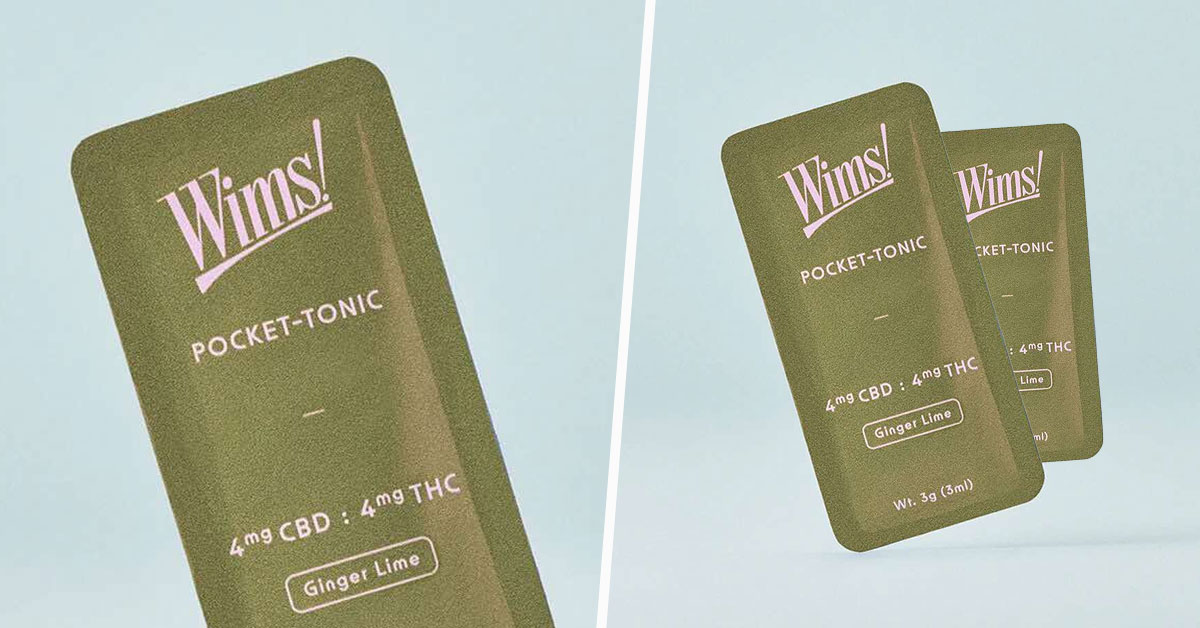 Wims!
POCKET-TONIC
4mg CBD : 4mg THC
Ginger Lime
Wims!
POCKET-TONIC
4mg CBD : 4mg THC
Ginger Lime
Wt. 3g (3ml)
Wims!
CKET-TONIC
: 4mg THC
Lime
ml)